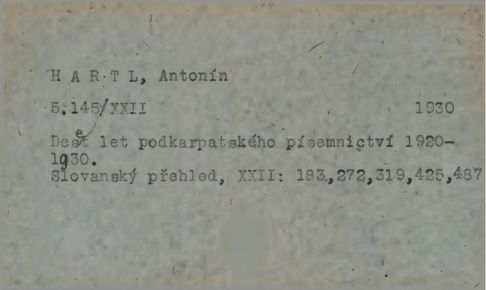 H A R T L, Antonín
5.145/XXII 1930
Deset let podkarpatského písemnictví 1920-
1930.
Slovanský přehled, XXII: 183,272,319,425,487